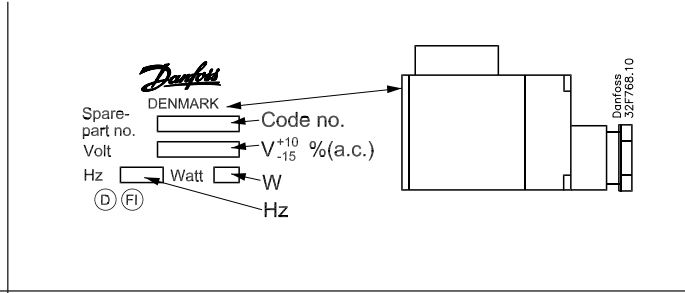 Danfoss
DENMARK
Spare-
part no.
Code no.
Volt
V +10 -15 %(a.c.)
Hz
Watt
W
D
FI
Hz
Danfoss
32F768.10